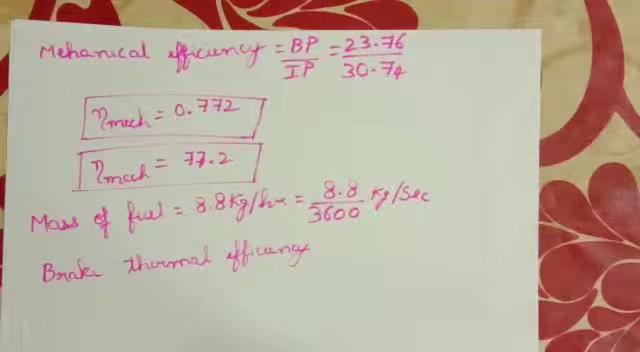 Mehanical efficiency = BP/IP = 23.76/30.74
ηmech = 0.772
ηmech = 77.2
Mass of fuel = 8.8 Kg/hr = 8.8/3600 Kg/Sec
Brake thermal efficiency